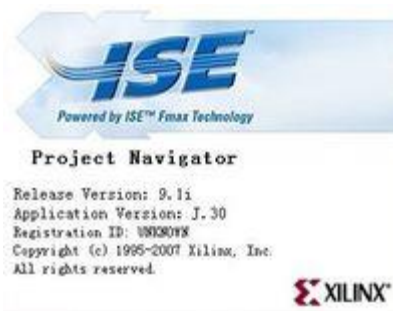 ISE
Powered by ISE™ Fmax Technology
Project Navigator
Release Version: 9.1i
Application Version: J.30
Registration ID: UNKNOWN
Copyright (c) 1995-2007 Xilinx, Inc.
All rights reserved.
XILINX®